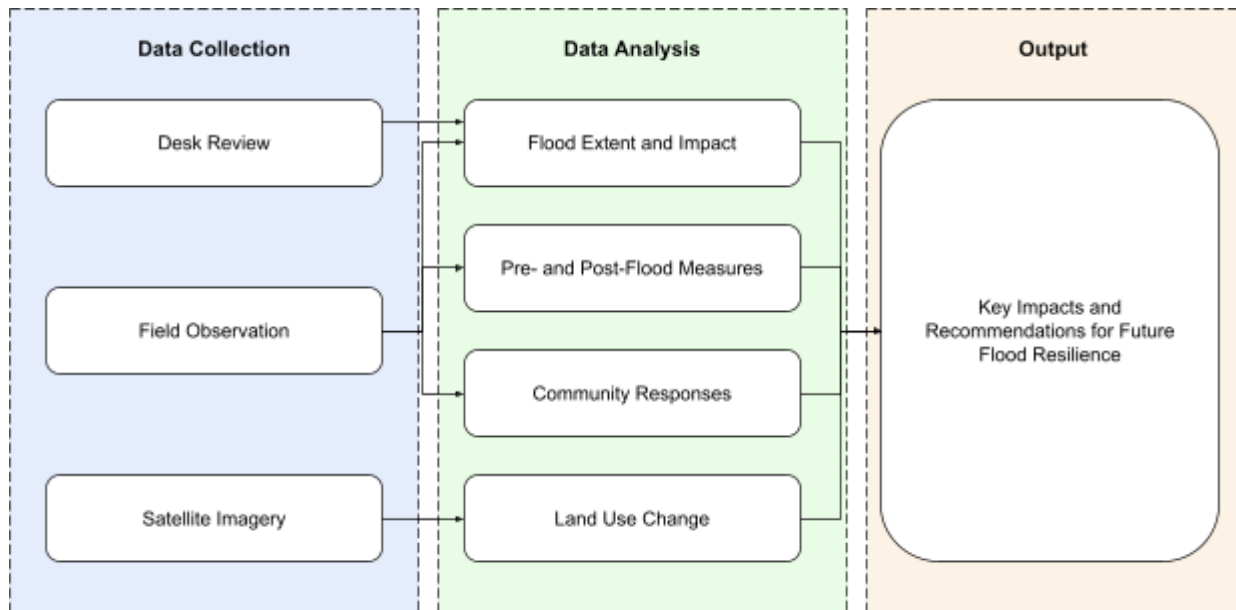 Data Collection
Desk Review
Field Observation
Satellite Imagery
Data Analysis
Flood Extent and Impact
Pre- and Post-Flood Measures
Community Responses
Land Use Change
Output
Key Impacts and
Recommendations for Future
Flood Resilience